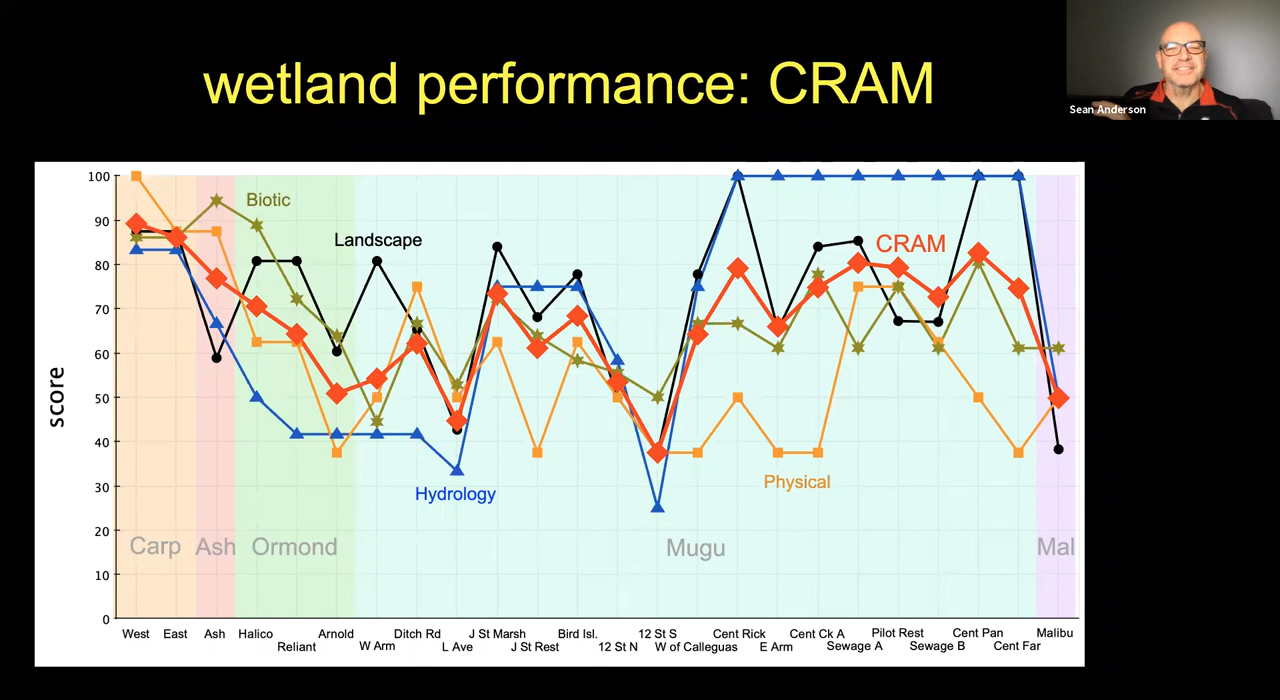 wetland performance: CRAM
Sean Anderson
100
90
80
70
60
50
40
30
20
10
0
score
Biotic
Landscape
CRAM
Physical
Hydrology
Carp
Ash
Ormond
Mugu
Mal
West
East
Ash
Halico
Reliant
Arnold
W Arm
Ditch Rd
L Ave
J St Marsh
J St Rest
Bird Isl.
12 St N
12 St S
W of Calleguas
Cent Rick
E Arm
Cent Ck A
Sewage A
Pilot Rest
Sewage B
Cent Pan
Cent Far
Malibu